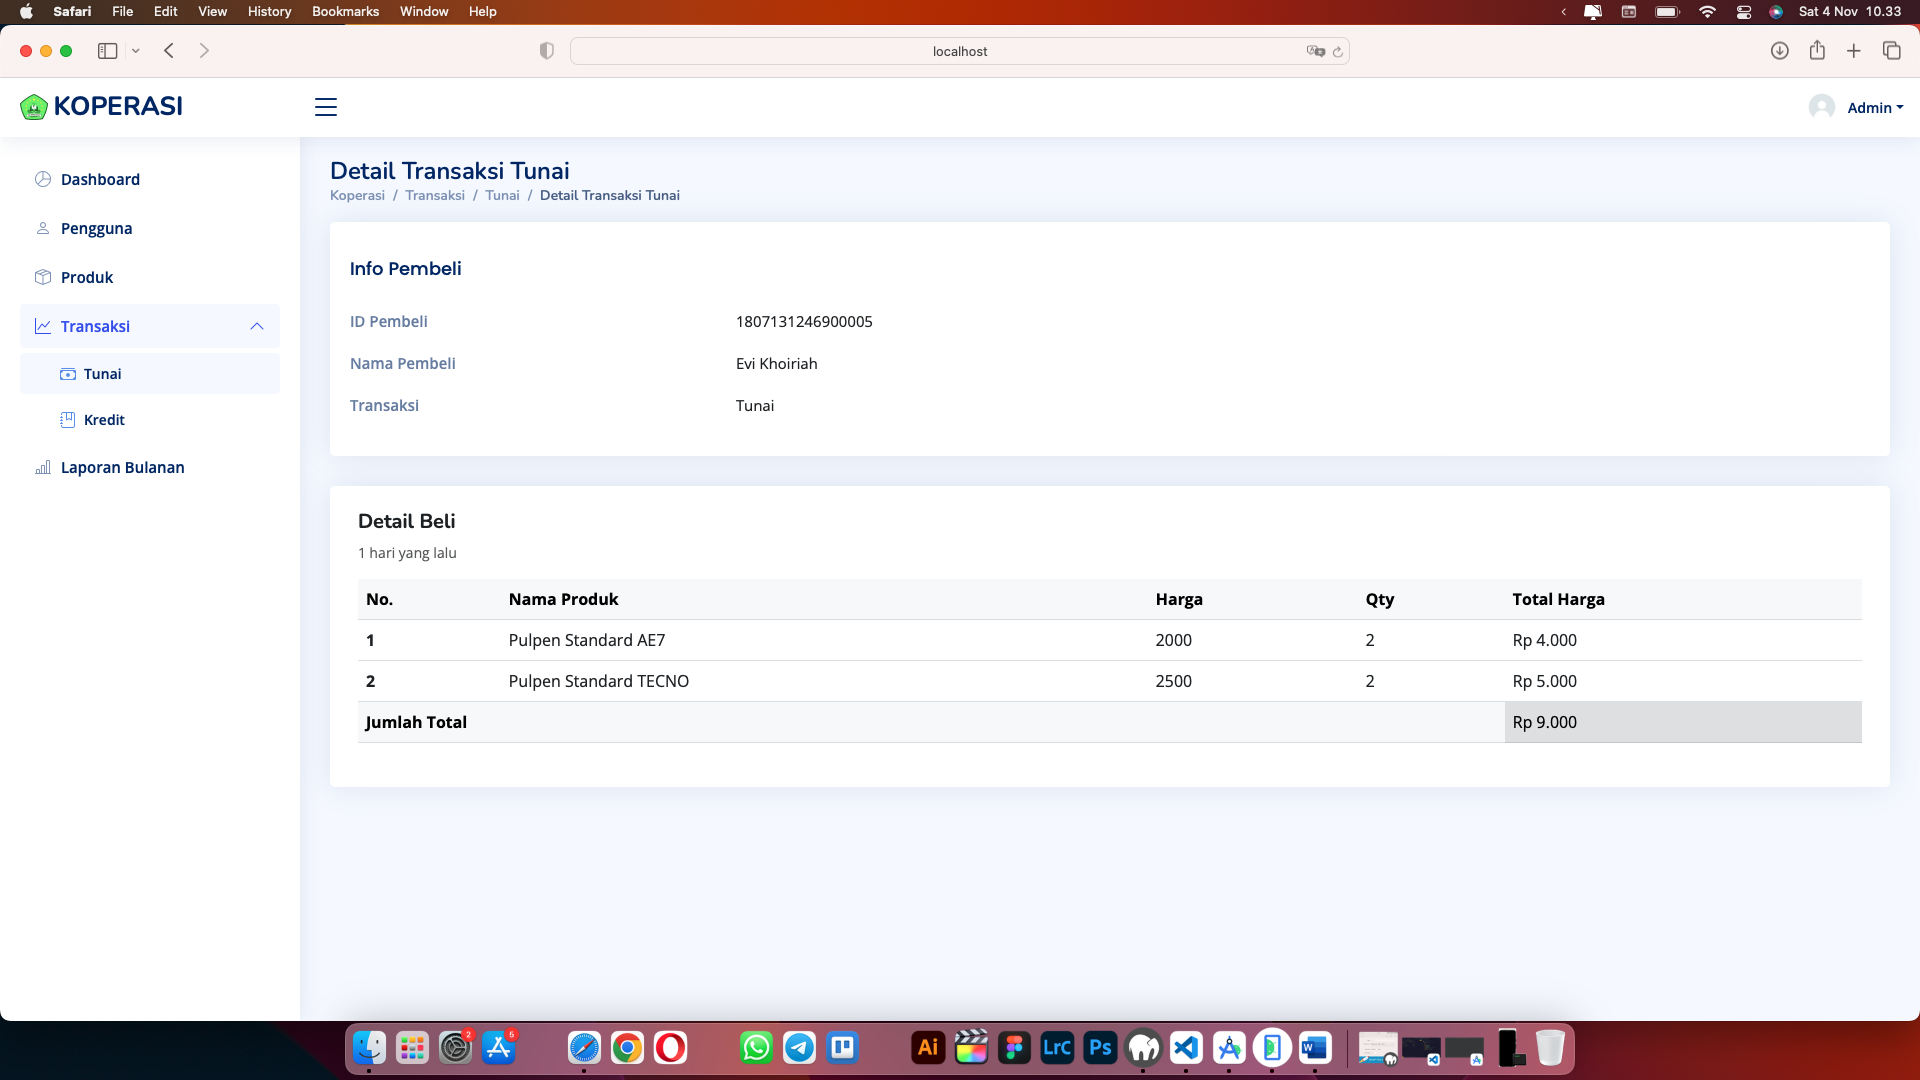 Safari File Edit View History Bookmarks Window Help
Sat 4 Nov 10.33
localhost
KOPERASI
Admin
Dashboard
Pengguna
Produk
Transaksi
Tunai
Kredit
Laporan Bulanan
Detail Transaksi Tunai
Koperasi / Transaksi / Tunai / Detail Transaksi Tunai
Info Pembeli
ID Pembeli 1807131246900005
Nama Pembeli Evi Khoiriah
Transaksi Tunai
Detail Beli
1 hari yang lalu
No. Nama Produk Harga Qty Total Harga
1 Pulpen Standard AE7 2000 2 Rp 4.000
2 Pulpen Standard TECNO 2500 2 Rp 5.000
Jumlah Total Rp 9.000
2 5
Ai LrC Ps W